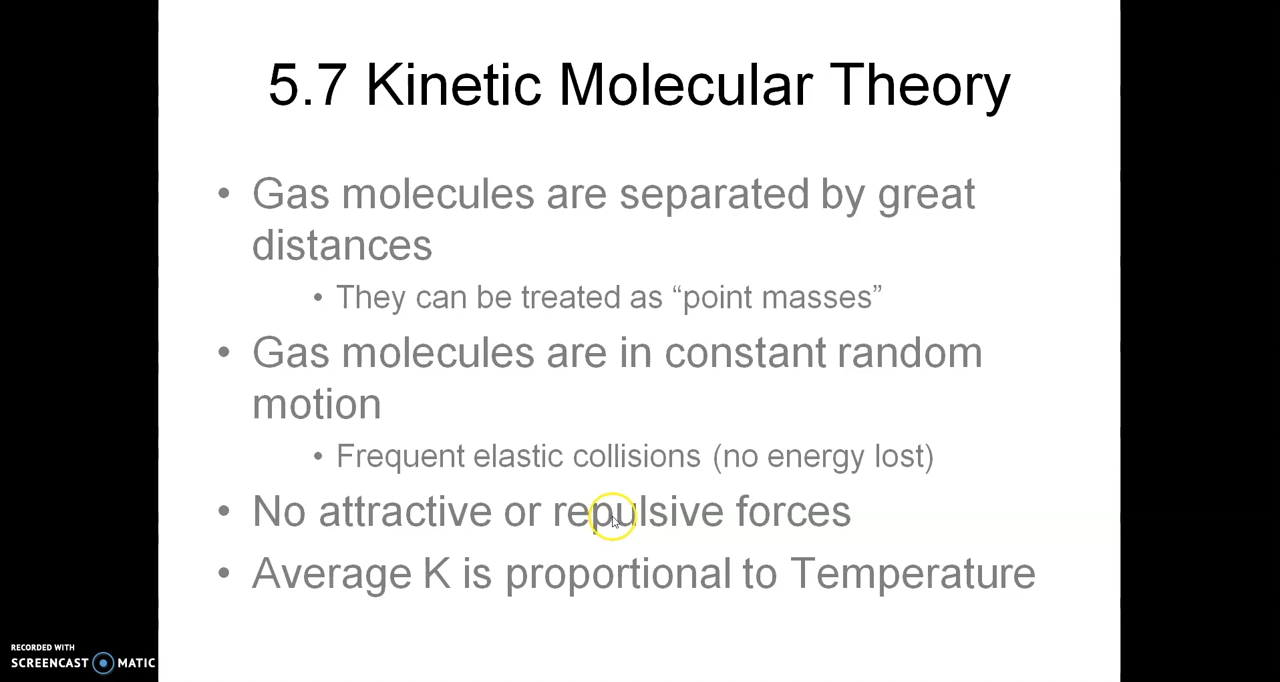 5.7 Kinetic Molecular Theory
• Gas molecules are separated by great
distances
• They can be treated as “point masses”
• Gas molecules are in constant random
motion
• Frequent elastic collisions (no energy lost)
• No attractive or repulsive forces
• Average K is proportional to Temperature
RECORDED WITH
SCREENCAST MATIC